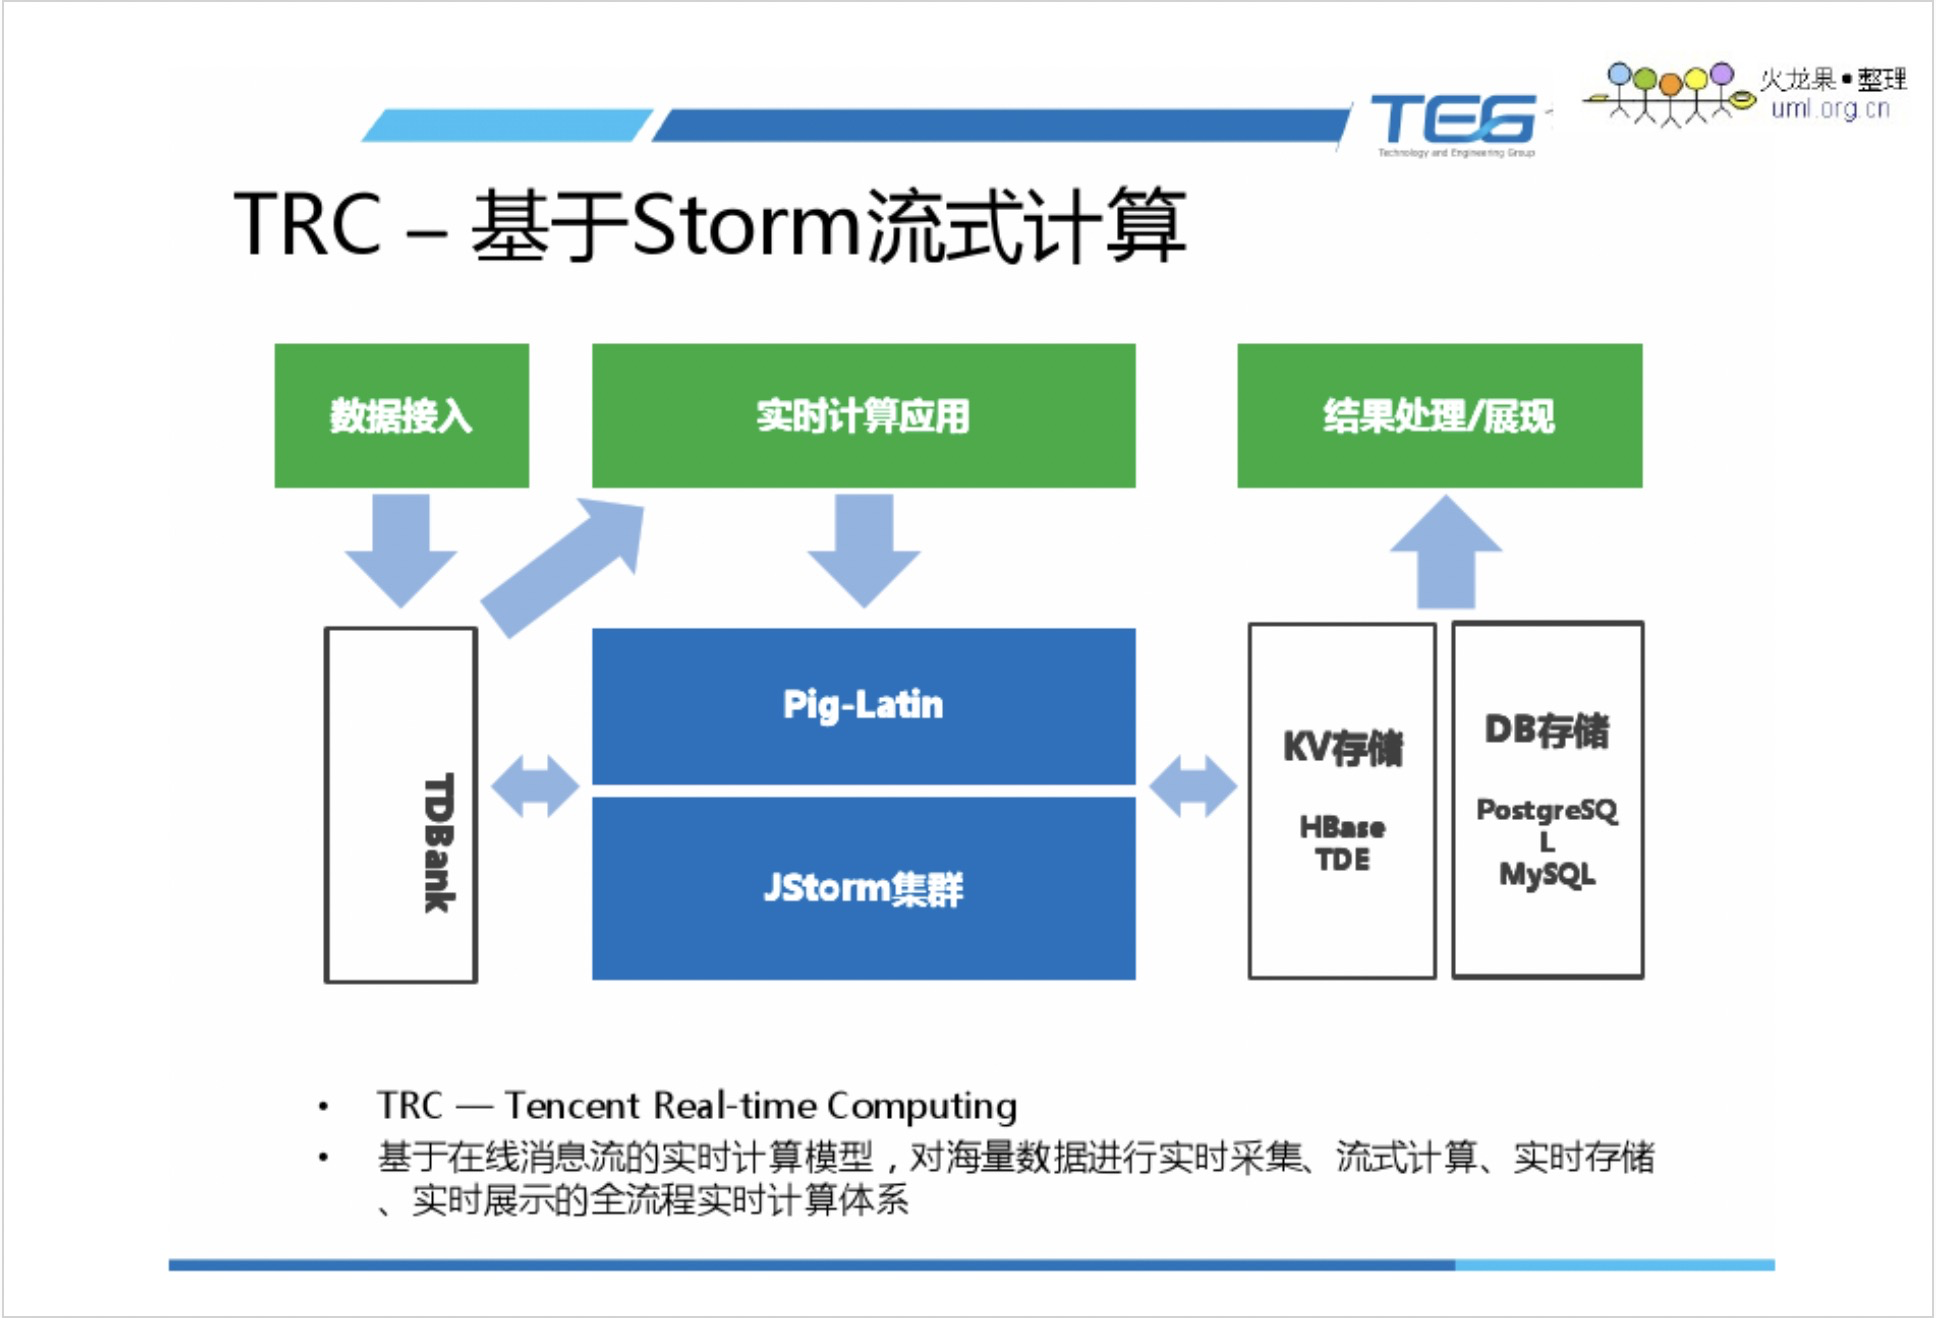 火龙果•整理
uml.org.cn
TEG
Technology and Engineering Group
TRC – 基于Storm流式计算
数据接入
实时计算应用
结果处理/展现
TDBank
Pig-Latin
JStorm集群
KV存储
HBase
TDE
DB存储
PostgreSQ
L
MySQL
• TRC — Tencent Real-time Computing
• 基于在线消息流的实时计算模型，对海量数据进行实时采集、流式计算、实时存储
、实时展示的全流程实时计算体系